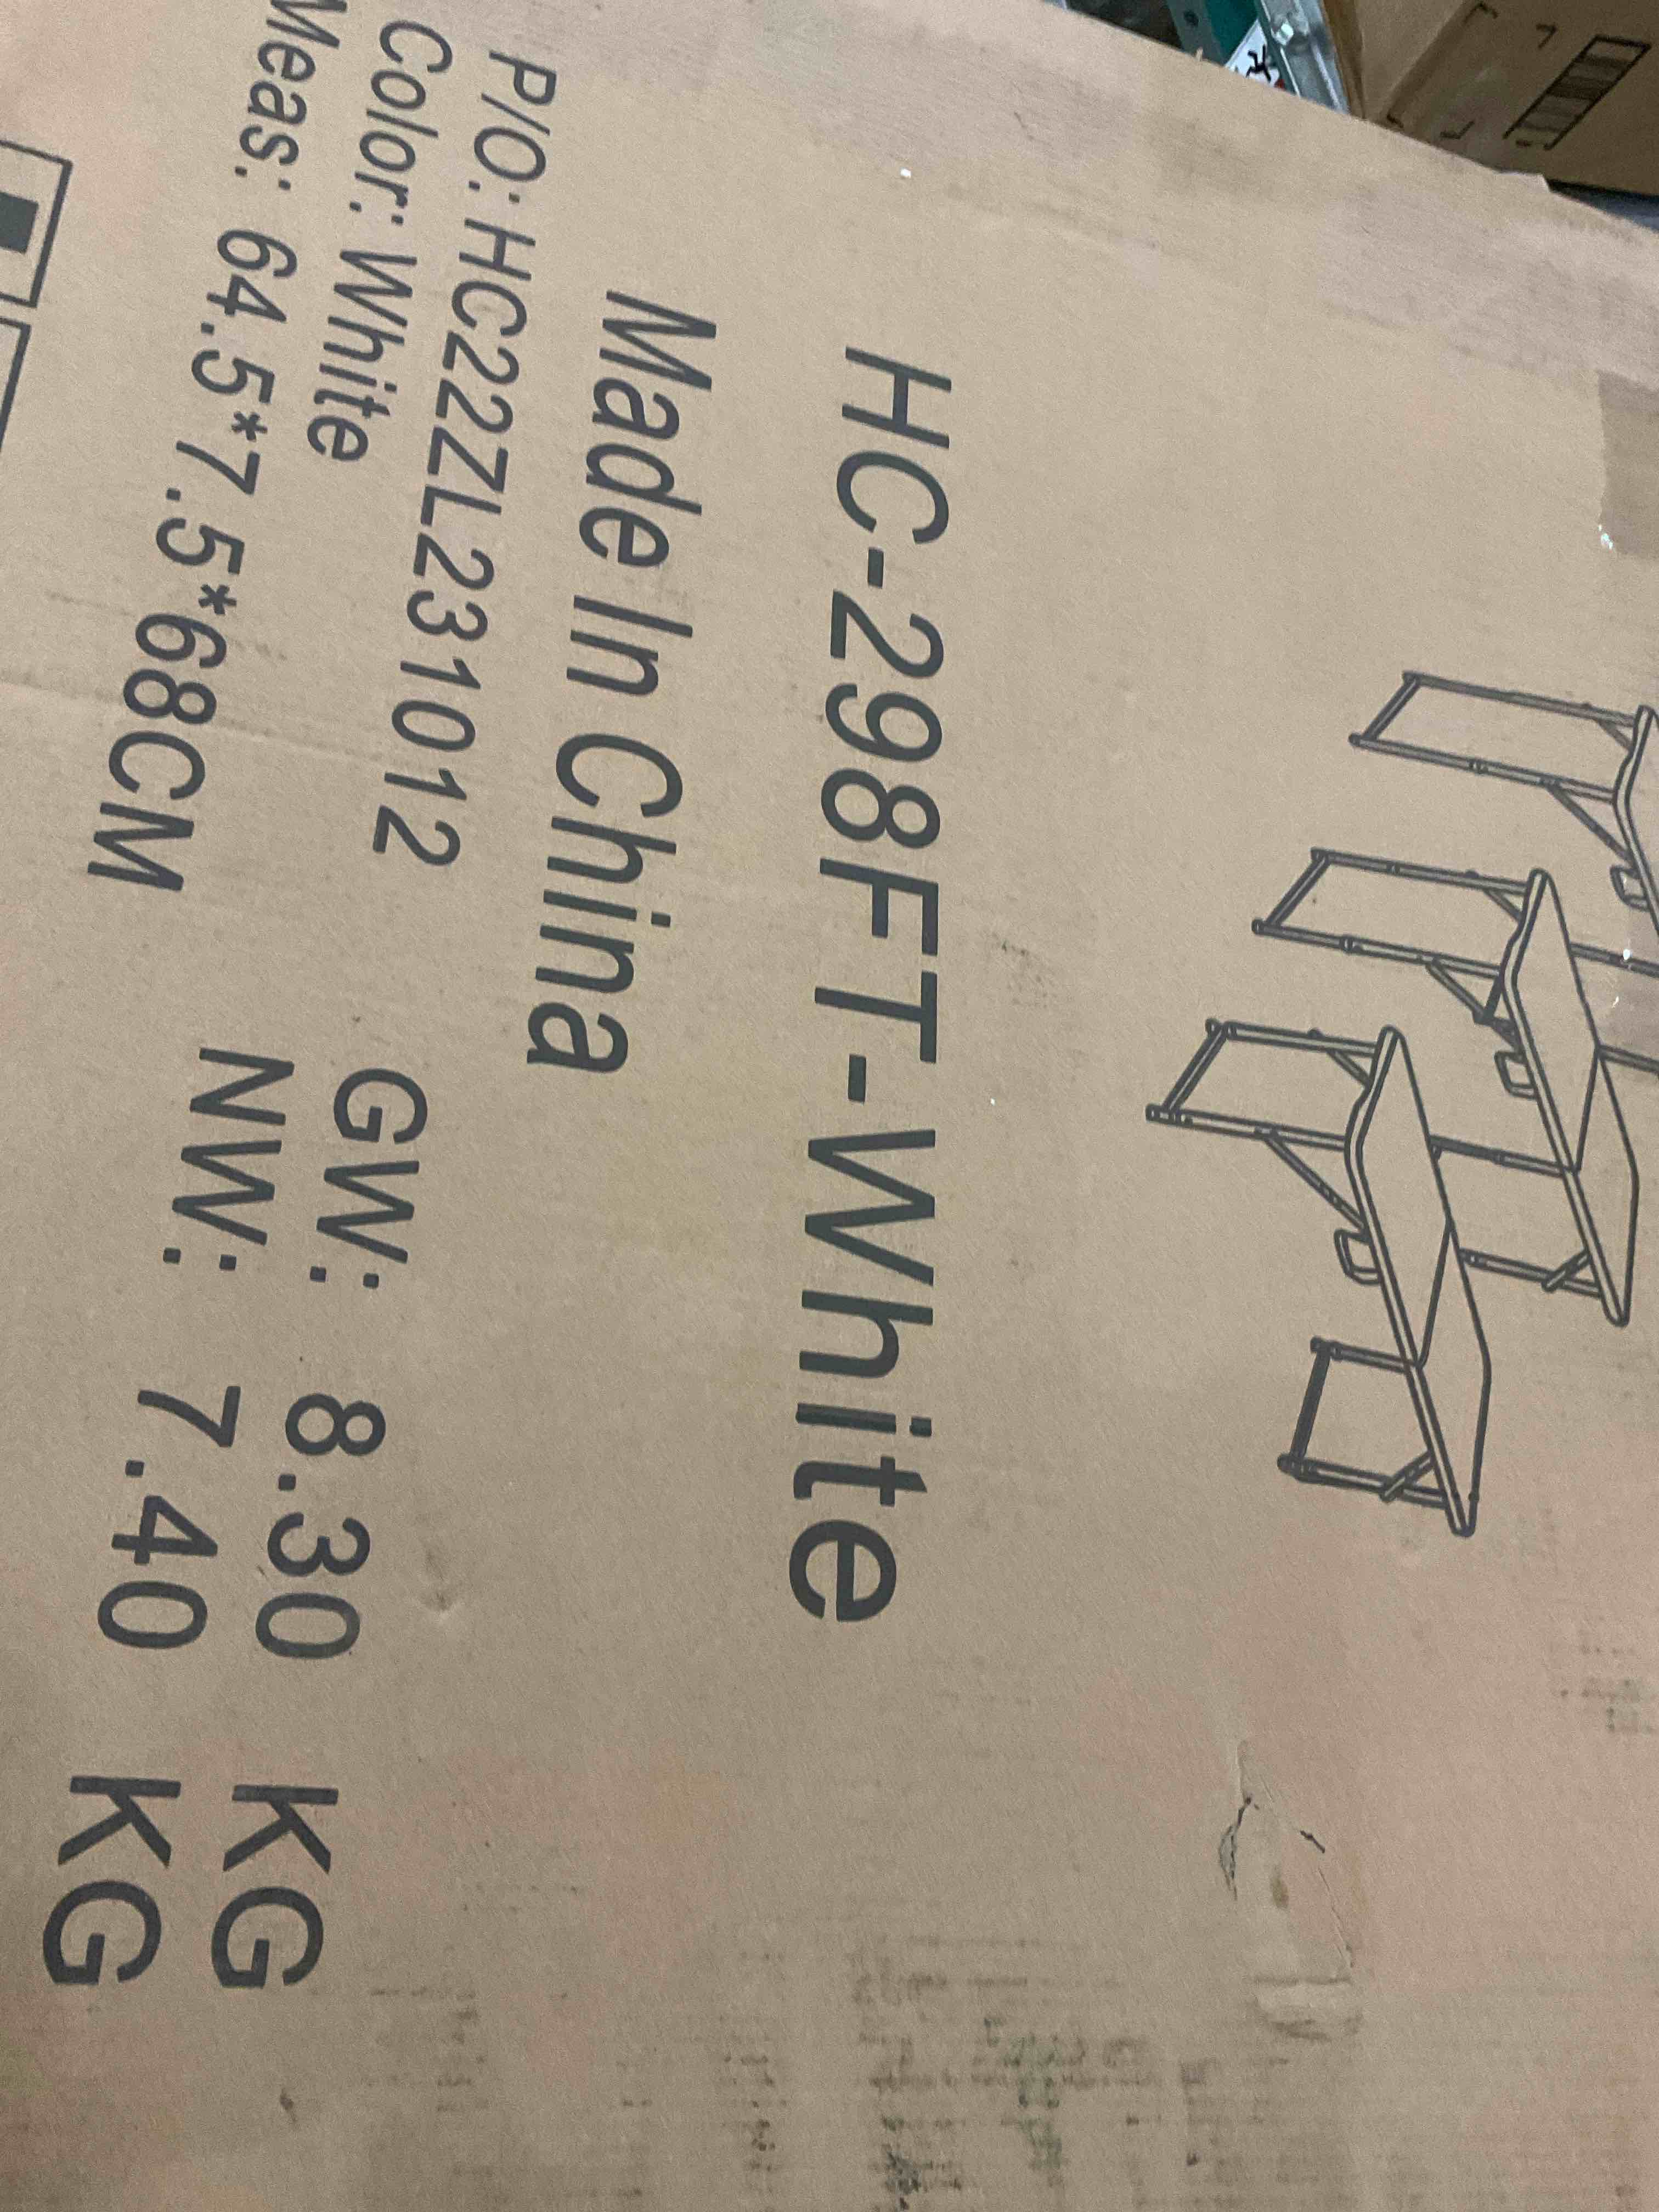 HC-298FT-White
Made In China
P/O: HC22ZL231012
Color: White
Meas: 64.5*7.5*68CM
GW: 8.30 KG
NW: 7.40 KG